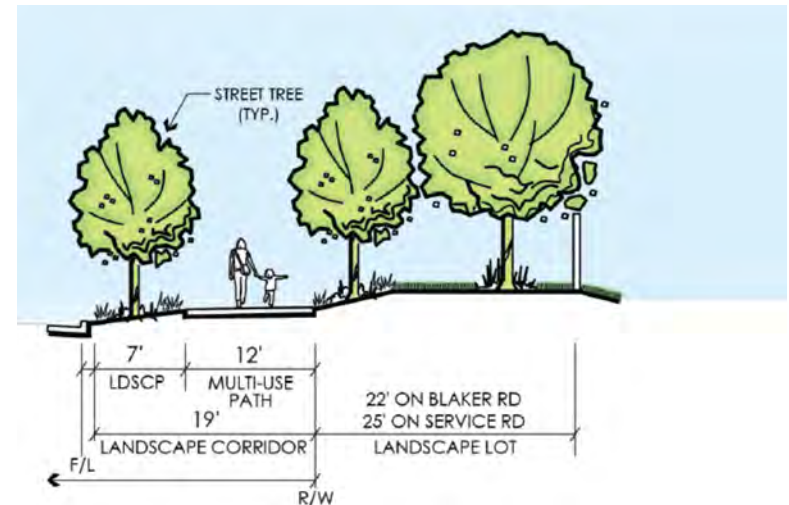 STREET TREE
(TYP.)
7'
LDSCP
12'
MULTI-USE
PATH
19'
LANDSCAPE CORRIDOR
22' ON BLAKER RD
25' ON SERVICE RD
LANDSCAPE LOT
F/L
R/W